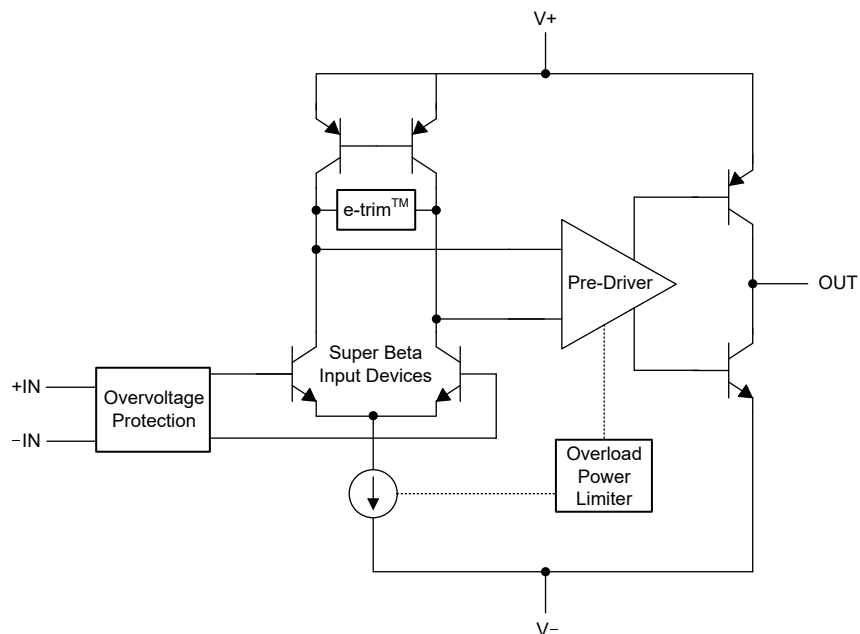 V+
e-trim™
Pre-Driver
OUT
Super Beta
Input Devices
+IN
Overvoltage
Protection
−IN
Overload
Power
Limiter
V−